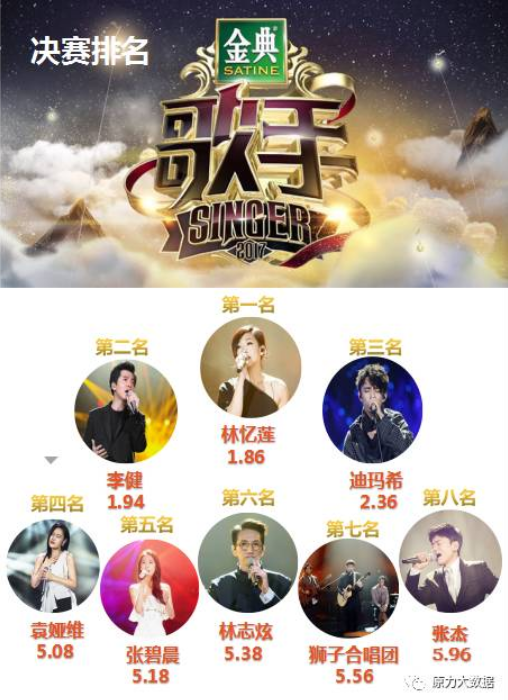 决赛排名
金典
SATINE
歌手
SINGER
2017
第一名
林忆莲
1.86
第二名
李健
1.94
第三名
迪玛希
2.36
第四名
袁娅维
5.08
第五名
张碧晨
5.18
第六名
林志炫
5.38
第七名
狮子合唱团
5.56
第八名
张杰
5.96
原力大数据